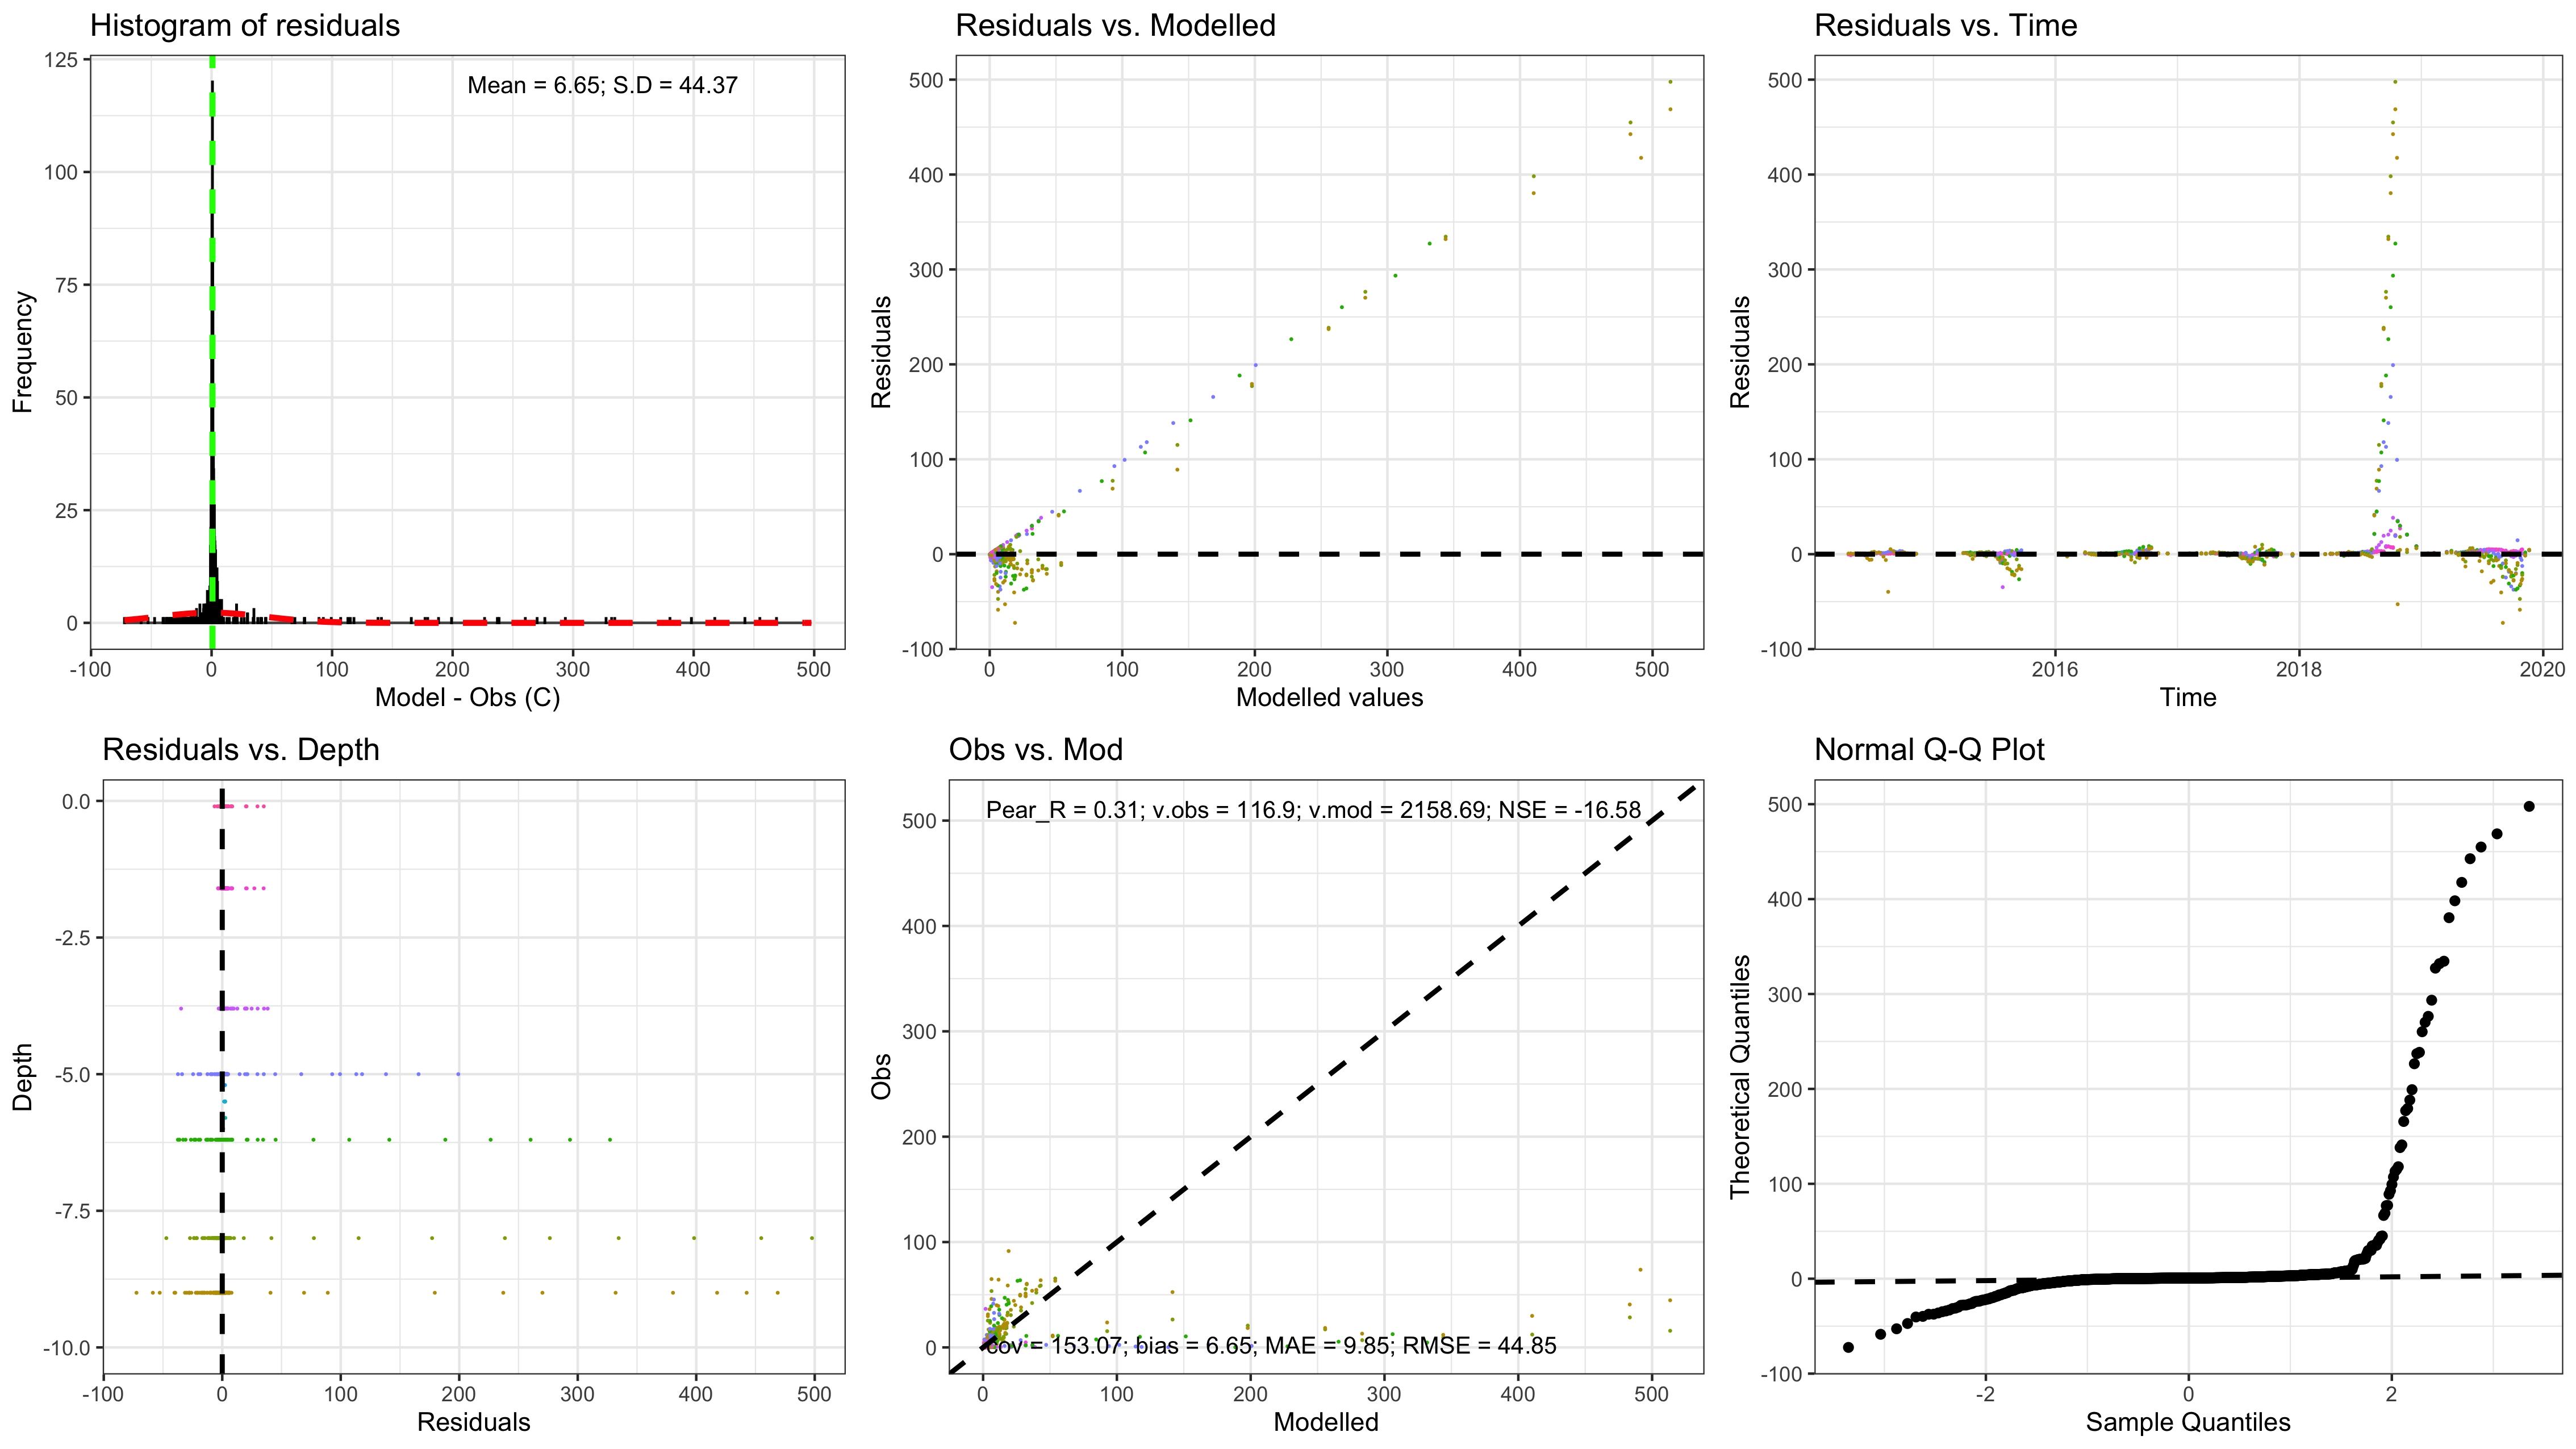 Histogram of residuals
125
100
75
50
25
0
Frequency
Mean = 6.65; S.D = 44.37
-100 0 100 200 300 400 500
Model - Obs (C)
Residuals vs. Modelled
500
400
300
200
100
0
-100
Residuals
0 100 200 300 400 500
Modelled values
Residuals vs. Time
500
400
300
200
100
0
-100
Residuals
2016 2018 2020
Time
Residuals vs. Depth
0.0
-2.5
-5.0
-7.5
-10.0
Depth
-100 0 100 200 300 400 500
Residuals
Obs vs. Mod
Pear_R = 0.31; v.obs = 116.9; v.mod = 2158.69; NSE = -16.58
500
400
300
200
100
0
Obs
cov = 153.07; bias = 6.65; MAE = 9.85; RMSE = 44.85
0 100 200 300 400 500
Modelled
Normal Q-Q Plot
500
400
300
200
100
0
-100
Theoretical Quantiles
-2 0 2
Sample Quantiles